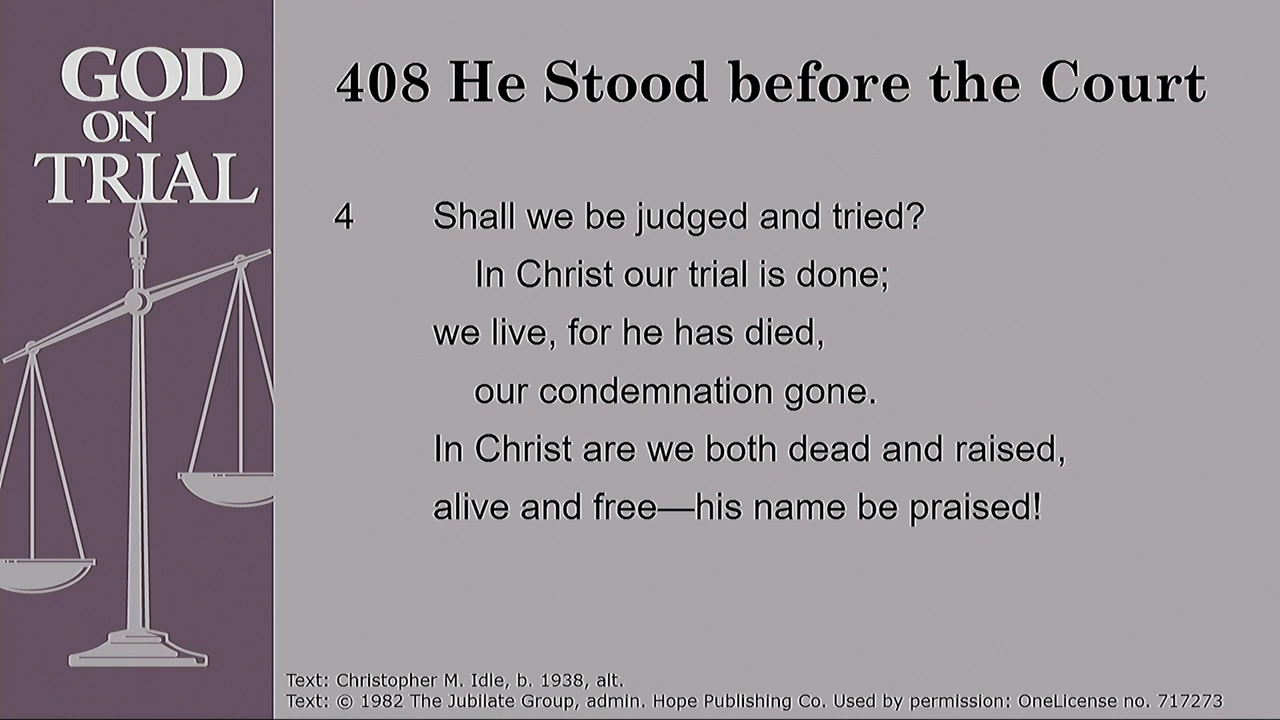 GOD
ON
TRIAL
408 He Stood before the Court
4 Shall we be judged and tried?
In Christ our trial is done;
we live, for he has died,
our condemnation gone.
In Christ are we both dead and raised,
alive and free—his name be praised!
Text: Christopher M. Idle, b. 1938, alt.
Text: © 1982 The Jubilate Group, admin. Hope Publishing Co. Used by permission: OneLicense no. 717273